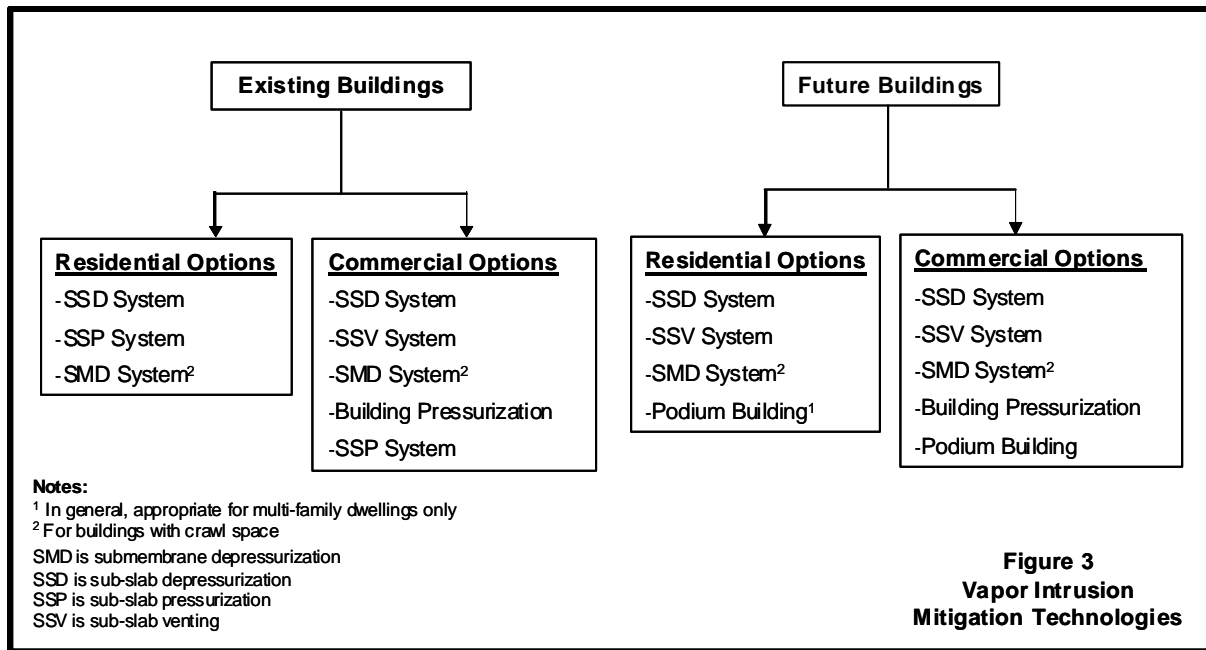 Existing Buildings
Future Buildings
Residential Options
-SSD System
-SSP System
-SMD System²
Commercial Options
-SSD System
-SSV System
-SMD System²
-Building Pressurization
-SSP System
Residential Options
-SSD System
-SSV System
-SMD System²
-Podium Building¹
Commercial Options
-SSD System
-SSV System
-SMD System²
-Building Pressurization
-Podium Building
Notes:
¹ In general, appropriate for multi-family dwellings only
² For buildings with crawl space
SMD is submembrane depressurization
SSD is sub-slab depressurization
SSP is sub-slab pressurization
SSV is sub-slab venting
Figure 3
Vapor Intrusion
Mitigation Technologies